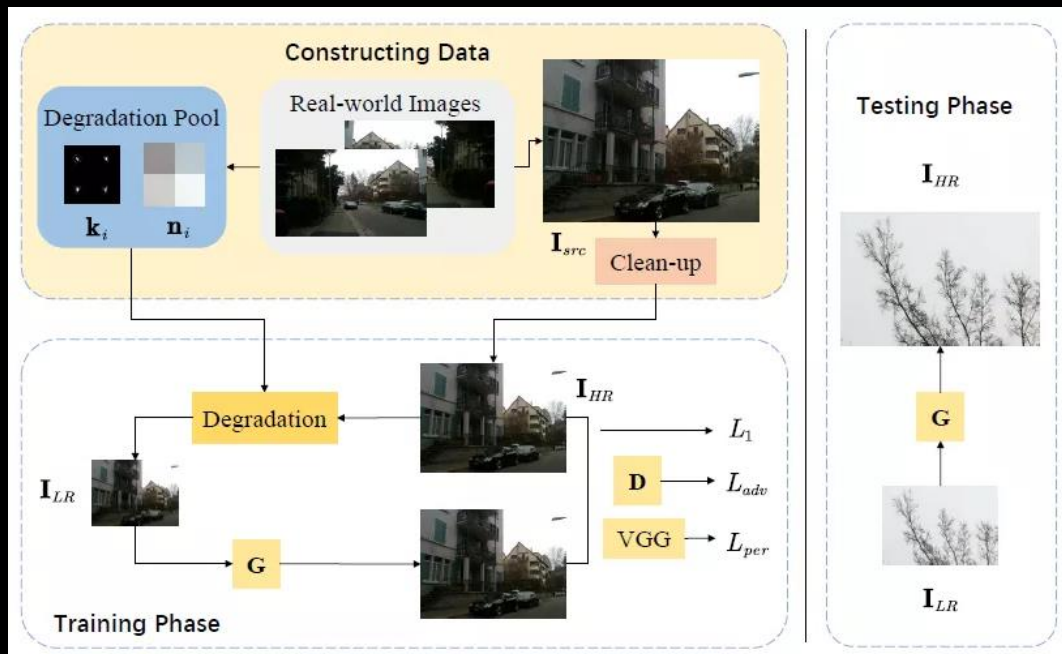 Constructing Data
Degradation Pool
k_i
n_i
Real-world Images
I_src
Clean-up
Degradation
I_HR
I_LR
G
L_1
D
L_adv
VGG
L_per
Training Phase
Testing Phase
I_HR
G
I_LR